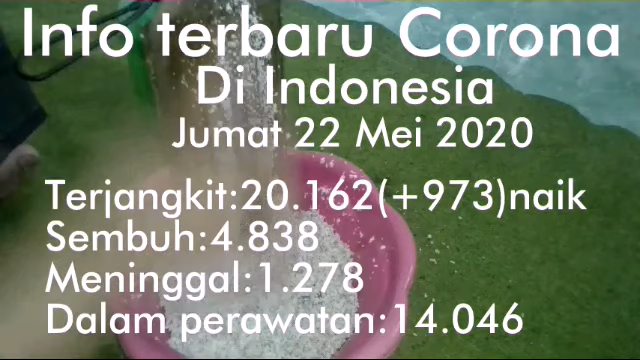 Info terbaru Corona
Di Indonesia
Jumat 22 Mei 2020
Terjangkit:20.162(+973)naik
Sembuh:4.838
Meninggal:1.278
Dalam perawatan:14.046